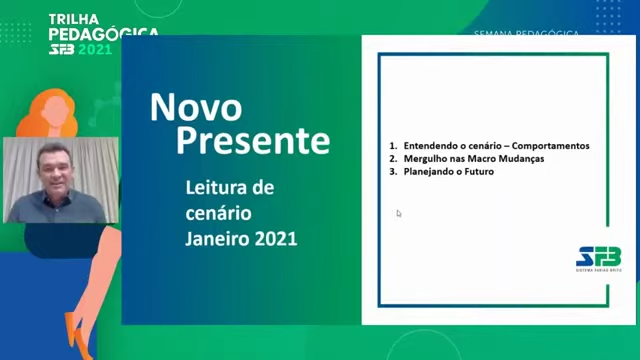 TRILHA
PEDAGÓGICA
SFB 2021
SEMANA PEDAGÓGICA
Novo
Presente
Leitura de
cenário
Janeiro 2021
1. Entendendo o cenário – Comportamentos
2. Mergulho nas Macro Mudanças
3. Planejando o Futuro
SFB
SISTEMA FARIAS BRITO